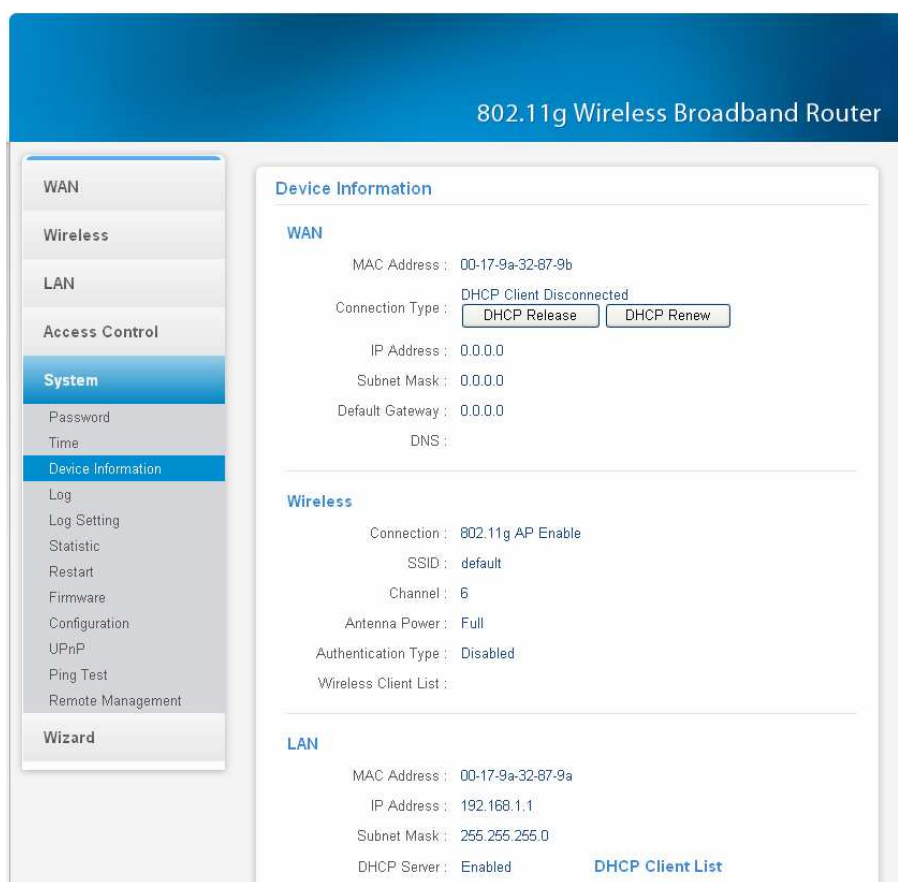 802.11g Wireless Broadband Router
WAN
Wireless
LAN
Access Control
System
Password
Time
Device Information
Log
Log Setting
Statistic
Restart
Firmware
Configuration
UPnP
Ping Test
Remote Management
Wizard
Device Information
WAN
MAC Address : 00-17-9a-32-87-9b
Connection Type : DHCP Client Disconnected
DHCP Release DHCP Renew
IP Address : 0.0.0.0
Subnet Mask : 0.0.0.0
Default Gateway : 0.0.0.0
DNS :
Wireless
Connection : 802.11g AP Enable
SSID : default
Channel : 6
Antenna Power : Full
Authentication Type : Disabled
Wireless Client List :
LAN
MAC Address : 00-17-9a-32-87-9a
IP Address : 192.168.1.1
Subnet Mask : 255.255.255.0
DHCP Server : Enabled DHCP Client List